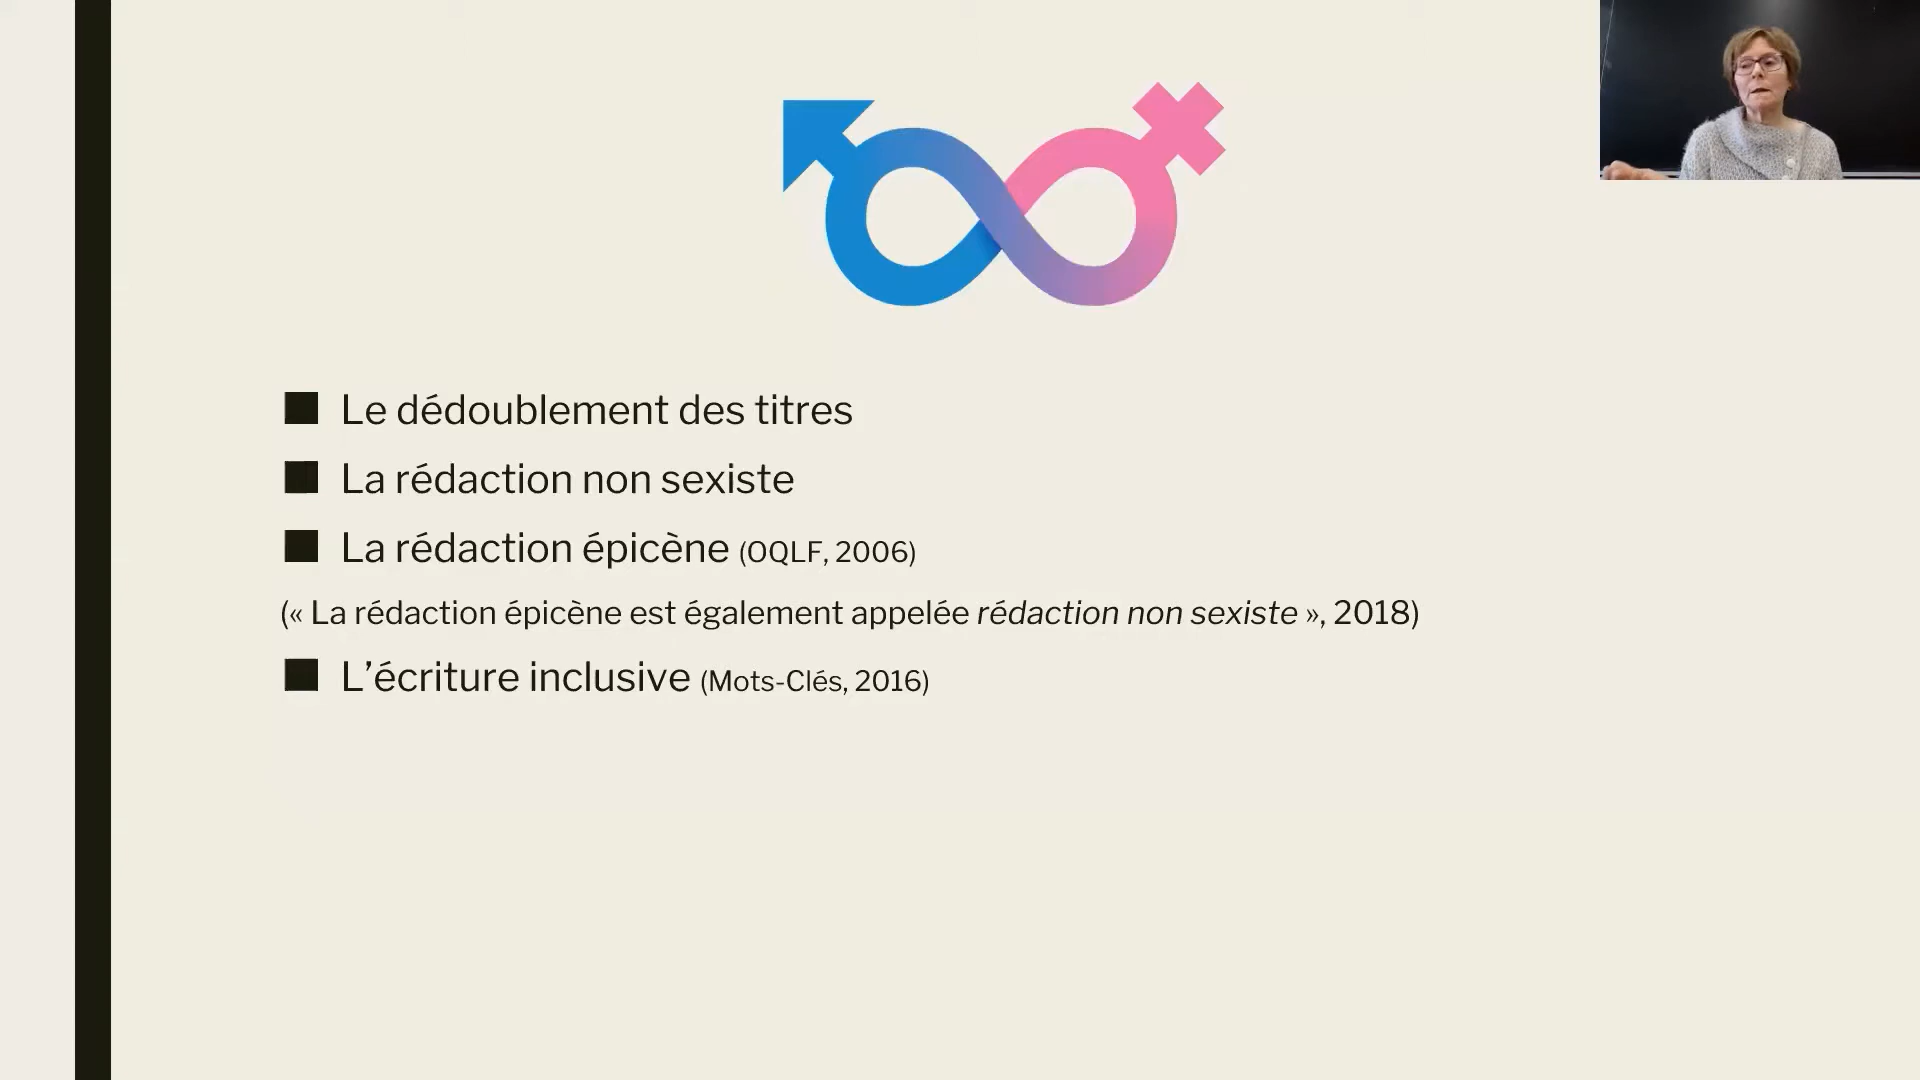 Le dédoublement des titres
La rédaction non sexiste
La rédaction épicène (OQLF, 2006)
(« La rédaction épicène est également appelée rédaction non sexiste », 2018)
L’écriture inclusive (Mots-Clés, 2016)